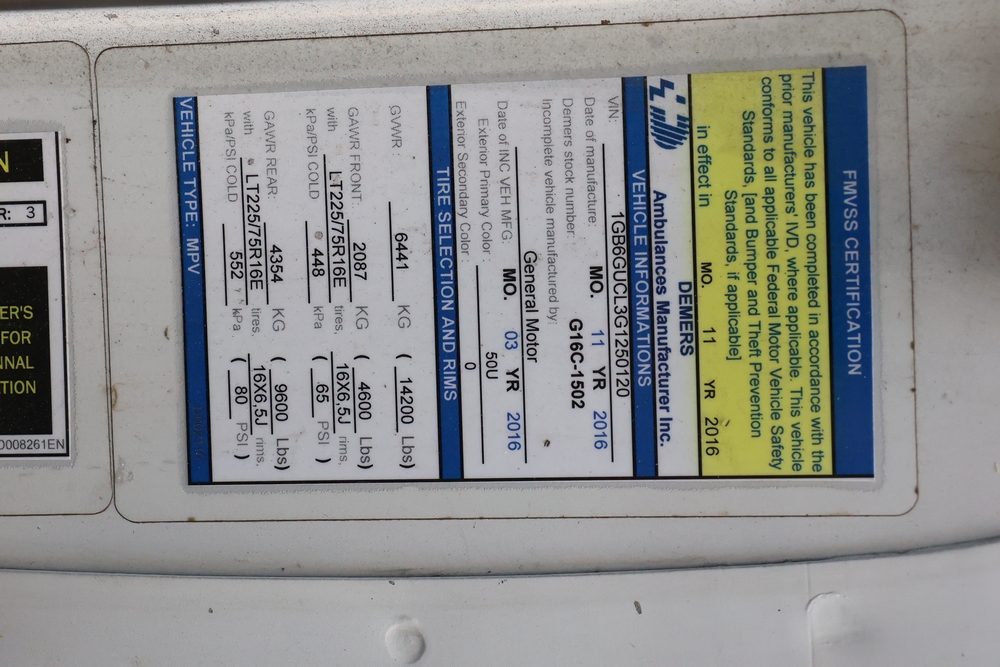 FMVSS CERTIFICATION
This vehicle has been completed in accordance with the
prior manufacturers' IVD, where applicable. This vehicle
conforms to all applicable Federal Motor Vehicle Safety
Standards, [and Bumper and Theft Prevention
Standards, if applicable]
in effect in MO. 11 YR 2016
DEMERS
Ambulances Manufacturer Inc.
VEHICLE INFORMATIONS
VIN: 1GB6GUCL3G1250120
Date of manufacture: MO. 11 YR 2016
Demers stock number: G16C-1502
Incomplete vehicle manufactured by:
General Motor
Date of INC VEH MFG: MO. 03 YR 2016
Exterior Primary Color: 50U
Exterior Secondary Color: 0
TIRE SELECTION AND RIMS
GVWR: 6441 KG ( 14200 Lbs)
GAWR FRONT: 2087 KG ( 4600 Lbs)
with LT225/75R16E tires, 16X6,5J rims,
kPa/PSI COLD 448 kPa ( 65 PSI )
GAWR REAR: 4354 KG ( 9600 Lbs)
with LT225/75R16E tires, 16X6,5J rims,
kPa/PSI COLD 552 kPa ( 80 PSI )
VEHICLE TYPE: MPV
N
R: 3
ER'S
FOR
NNAL
TION
D008261EN